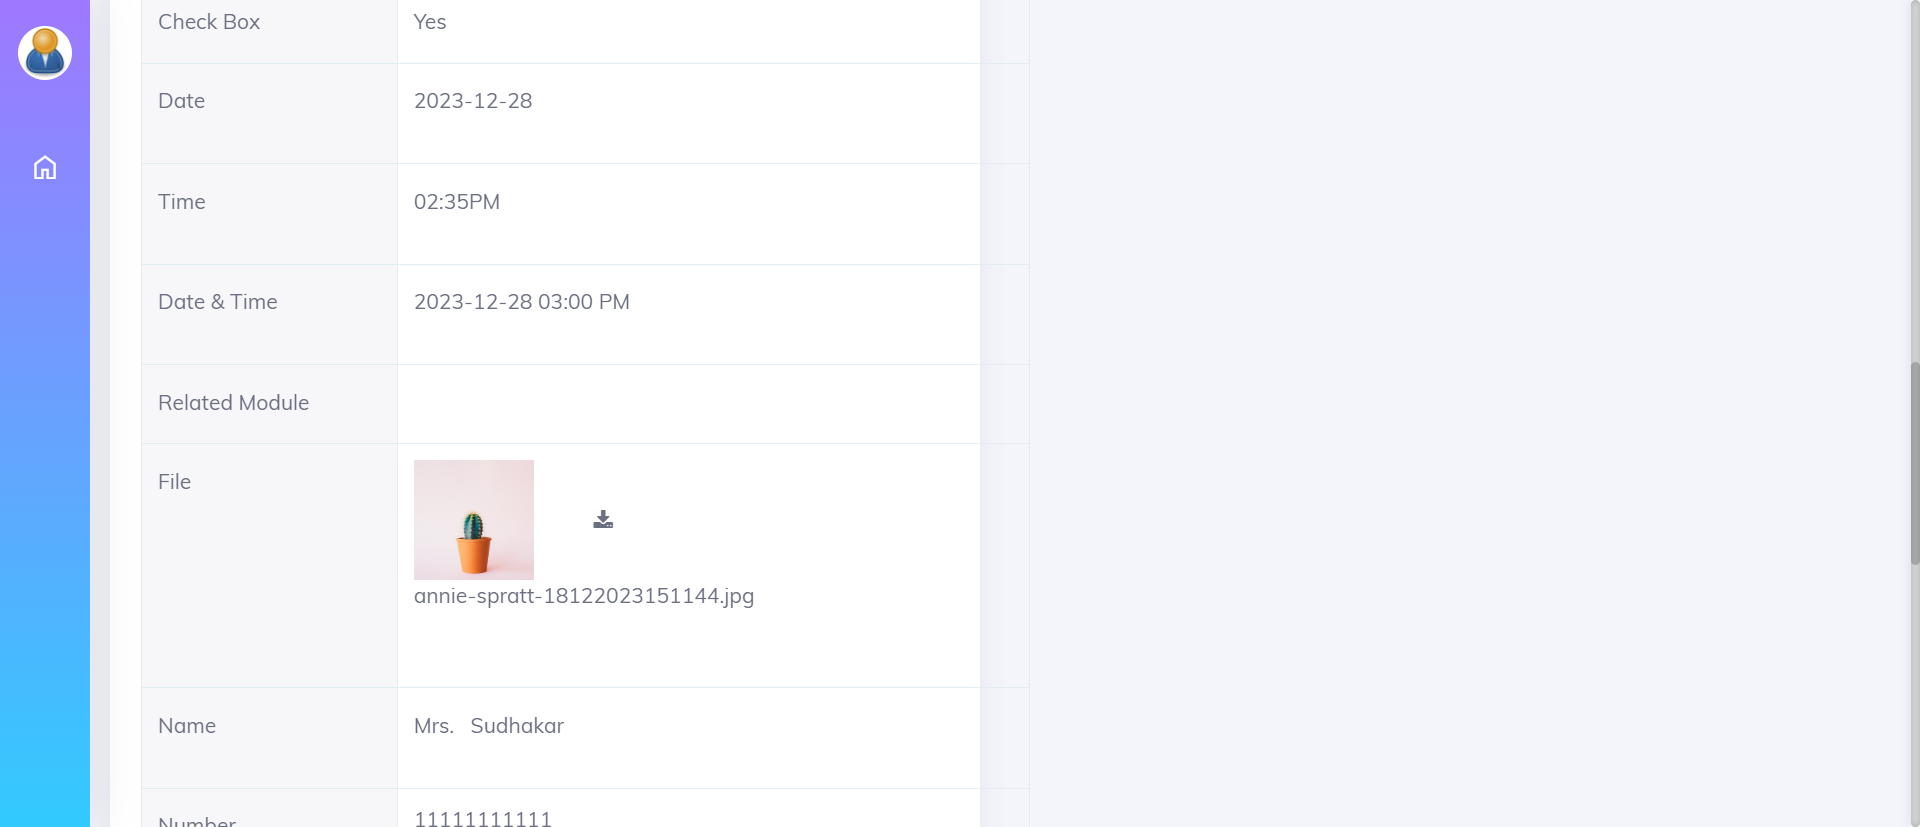 Check Box Yes
Date 2023-12-28
Time 02:35PM
Date & Time 2023-12-28 03:00 PM
Related Module
File
annie-spratt-18122023151144.jpg
Name Mrs. Sudhakar
Number 11111111111